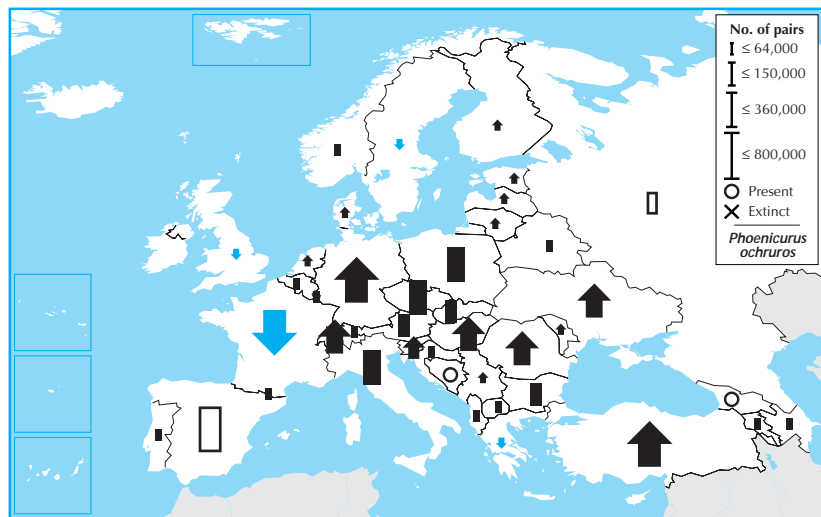 No. of pairs
≤ 64,000
≤ 150,000
≤ 360,000
≤ 800,000
Present
Extinct
Phoenicurus
ochruros